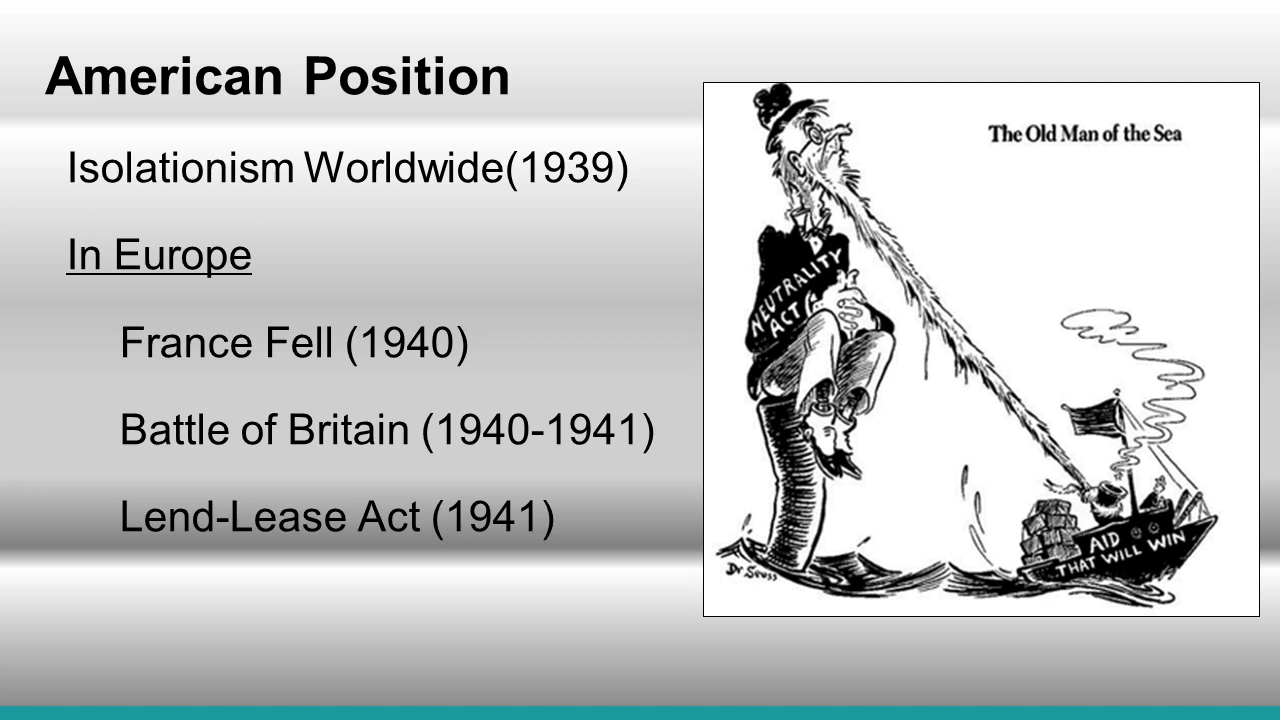 American Position
Isolationism Worldwide(1939)
In Europe
France Fell (1940)
Battle of Britain (1940-1941)
Lend-Lease Act (1941)
The Old Man of the Sea
NEUTRALITY
ACT
AID
THAT WILL WIN
Dr Seuss